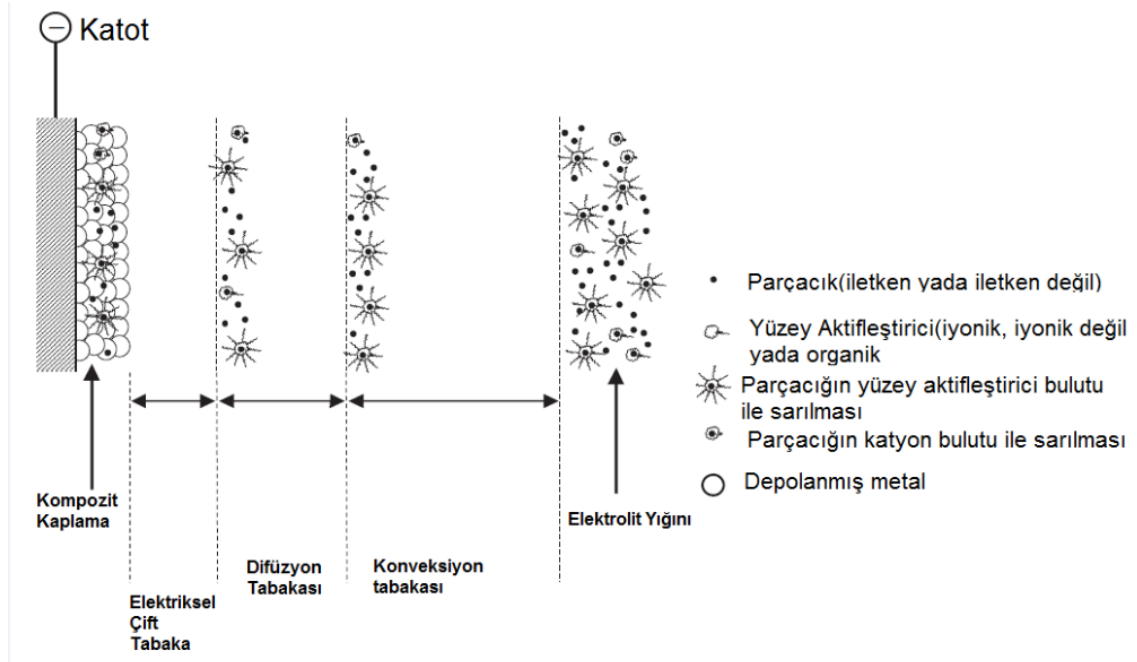 Katot
Parçacık(iletken yada iletken değil)
Yüzey Aktifleştirici(iyonik, iyonik değil
yada organik
Parçacığın yüzey aktifleştirici bulutu
ile sarılması
Parçacığın katyon bulutu ile sarılması
Depolanmış metal
Kompozit
Kaplama
Elektrolit Yığını
Difüzyon
Tabakası
Konveksiyon
tabakası
Elektriksel
Çift
Tabaka